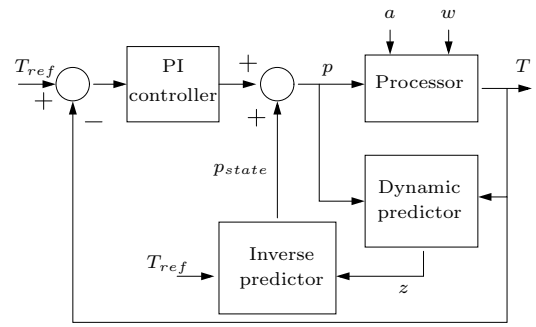 a w
T_ref
+
−
PI
controller
+
+
p
Processor
T
p_state
Dynamic
predictor
T_ref
Inverse
predictor
z